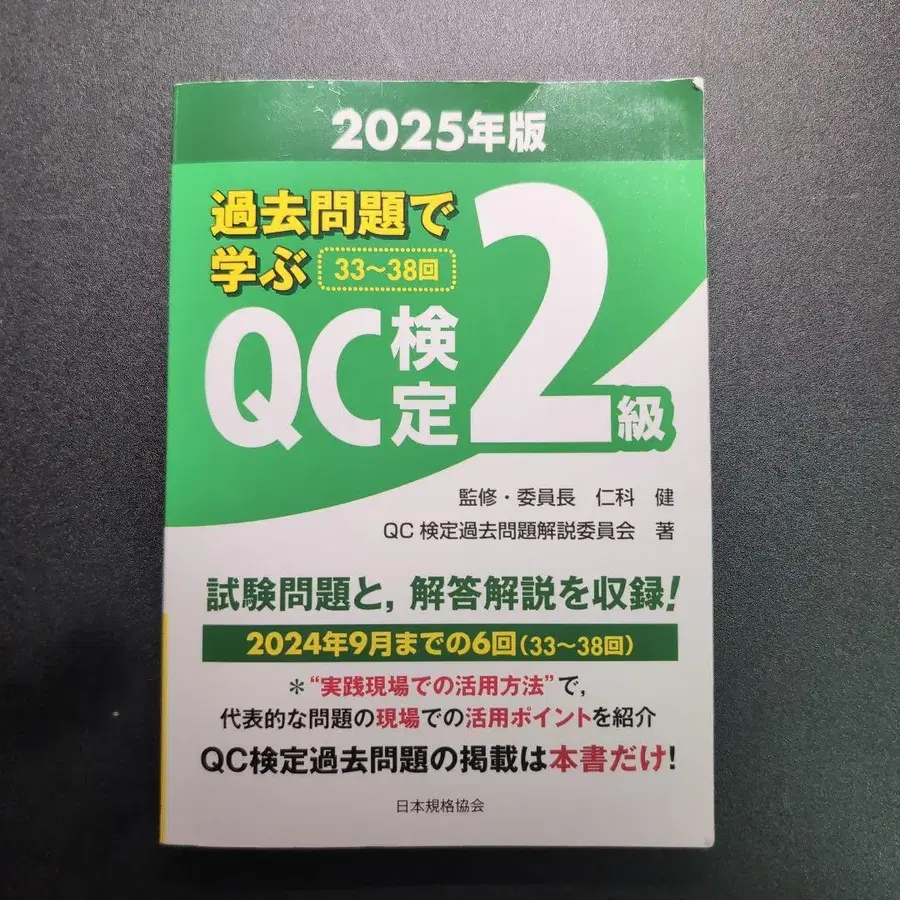 2025年版
過去問題で
学ぶ 33～38回
QC検定2級
監修・委員長 仁科 健
QC検定過去問題解説委員会 著
試験問題と, 解答解説を収録!
2024年9月までの6回(33～38回)
＊“実践現場での活用方法”で,
代表的な問題の現場での活用ポイントを紹介
QC検定過去問題の掲載は本書だけ!
日本規格協会